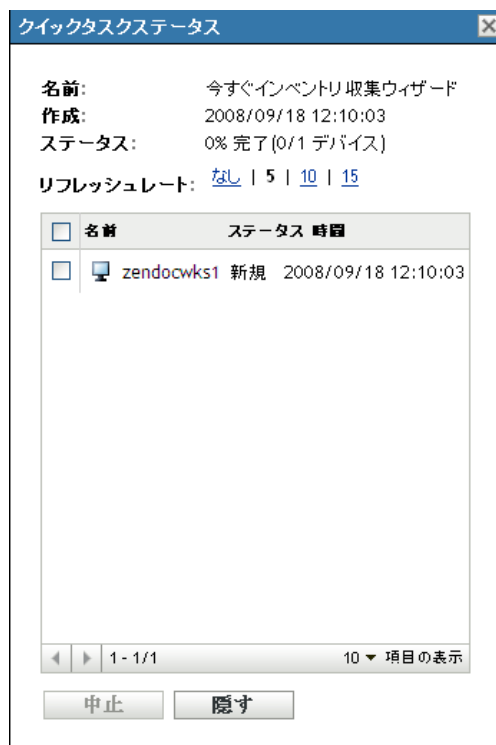 クイックタスクステータス
名前: 今すぐインベントリ収集ウィザード
作成: 2008/09/18 12:10:03
ステータス: 0% 完了(0/1 デバイス)
リフレッシュレート: なし | 5 | 10 | 15
名前 ステータス 時間
zendocwks1 新規 2008/09/18 12:10:03
1 - 1/1 10 項目の表示
中止 隠す